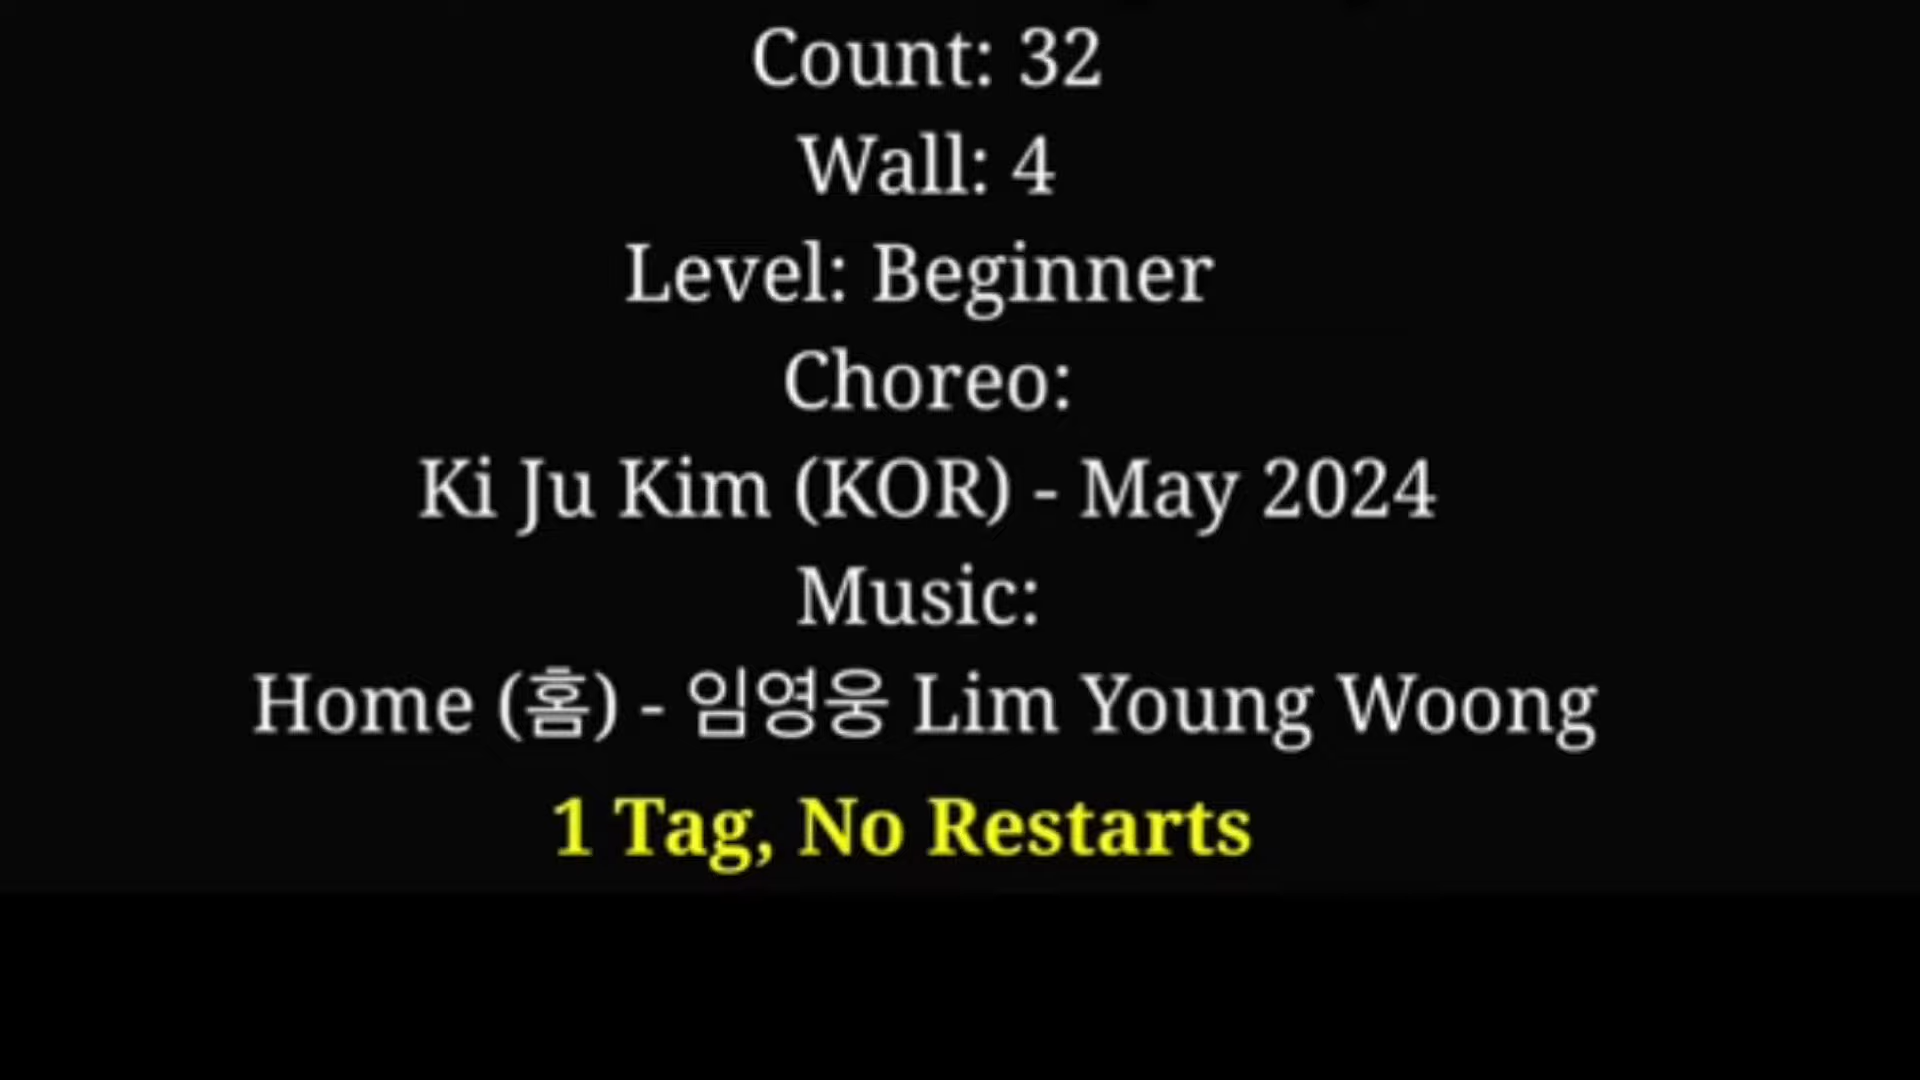 Count: 32
Wall: 4
Level: Beginner
Choreo:
Ki Ju Kim (KOR) - May 2024
Music:
Home (홈) - 임영웅 Lim Young Woong
1 Tag, No Restarts